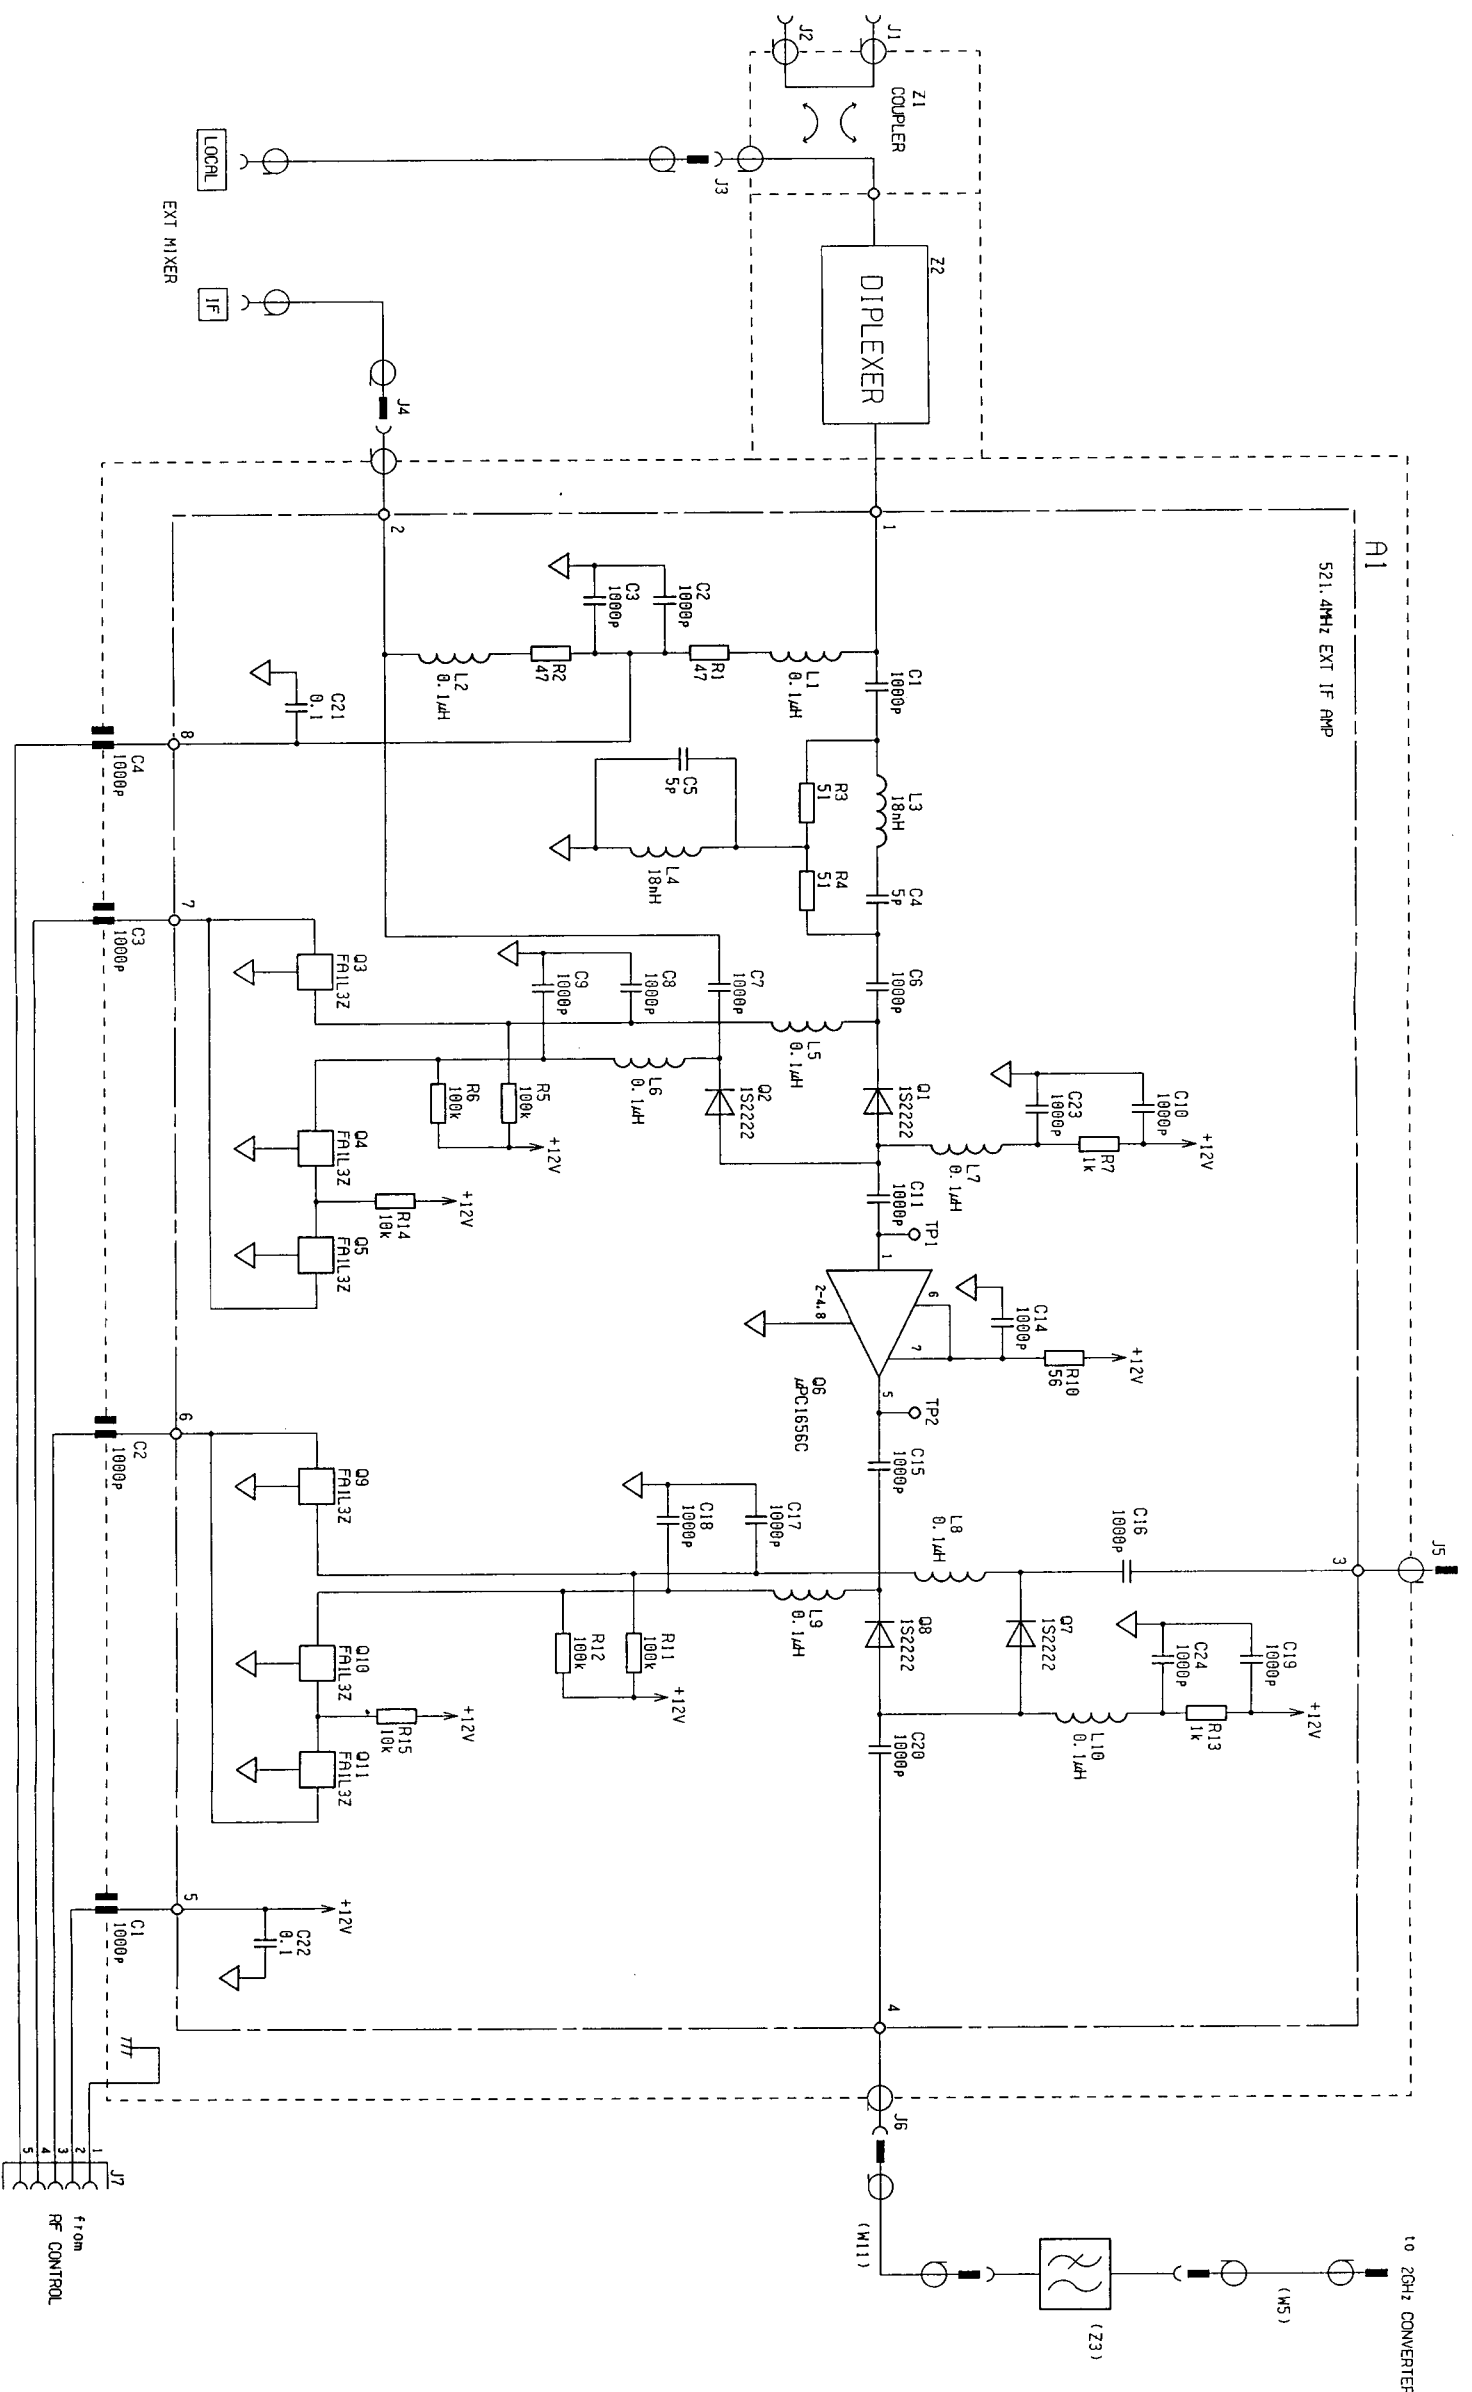 A1
521.4MHz EXT IF AMP
J1
J2
Z1
COUPLER
J3
LOCAL
EXT MIXER
IF
J4
Z2
DIPLEXER
1
2
C2
1000P
C3
1000P
R1
47
R2
47
L1
0.1μH
L2
0.1μH
C1
1000P
C21
0.1
8
C4
1000P
L3
18nH
R3
51
R4
51
C4
5P
C5
5P
L4
18nH
C6
1000P
7
C3
1000P
Q3
FA1L3Z
C7
1000P
C8
1000P
C9
1000P
L5
0.1μH
L6
0.1μH
Q1
1S2222
Q2
1S2222
R5
100k
R6
100k
+12V
C10
1000P
C23
1000P
R7
1k
+12V
L7
0.1μH
Q4
FA1L3Z
R14
10k
+12V
Q5
FA1L3Z
C11
1000P
TP1
1
2-4,8
6
7
5
C14
1000P
R10
56
+12V
Q6
μPC1656C
TP2
C15
1000P
6
C2
1000P
Q9
FA1L3Z
C17
1000P
C18
1000P
L8
0.1μH
L9
0.1μH
C16
1000P
3
J5
Q7
1S2222
Q8
1S2222
C19
1000P
C24
1000P
R13
1k
+12V
L10
0.1μH
R11
100k
R12
100k
+12V
Q10
FA1L3Z
R15
10k
+12V
Q11
FA1L3Z
C20
1000P
5
C1
1000P
C22
0.1
+12V
4
J6
(W11)
(Z3)
(W5)
to 2GHz CONVERTER
J7
1
2
3
4
5
from
RF CONTROL